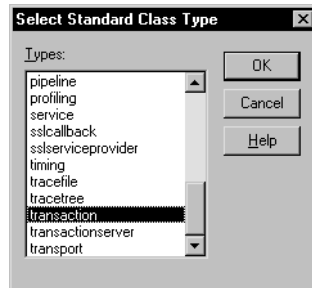 Select Standard Class Type
Types:
pipeline
profiling
service
sslcallback
sslserviceprovider
timing
tracefile
tracetree
transaction
transactionserver
transport
OK
Cancel
Help